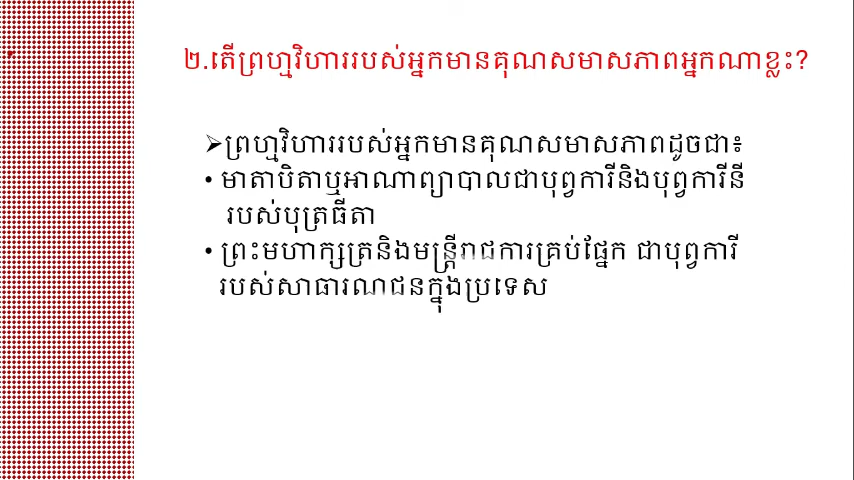 ២.តើព្រហ្មវិហាររបស់អ្នកមានគុណសមាសភាពអ្នកណាខ្លះ?
➢ព្រហ្មវិហាររបស់អ្នកមានគុណសមាសភាពដូចជា៖
• មាតាបិតាឬអាណាព្យាបាលជាបុព្វការីនិងបុព្វការីនី
របស់បុត្រធីតា
• ព្រះមហាក្សត្រនិងមន្ត្រីរាជការគ្រប់ផ្នែក ជាបុព្វការី
របស់សាធារណជនក្នុងប្រទេស